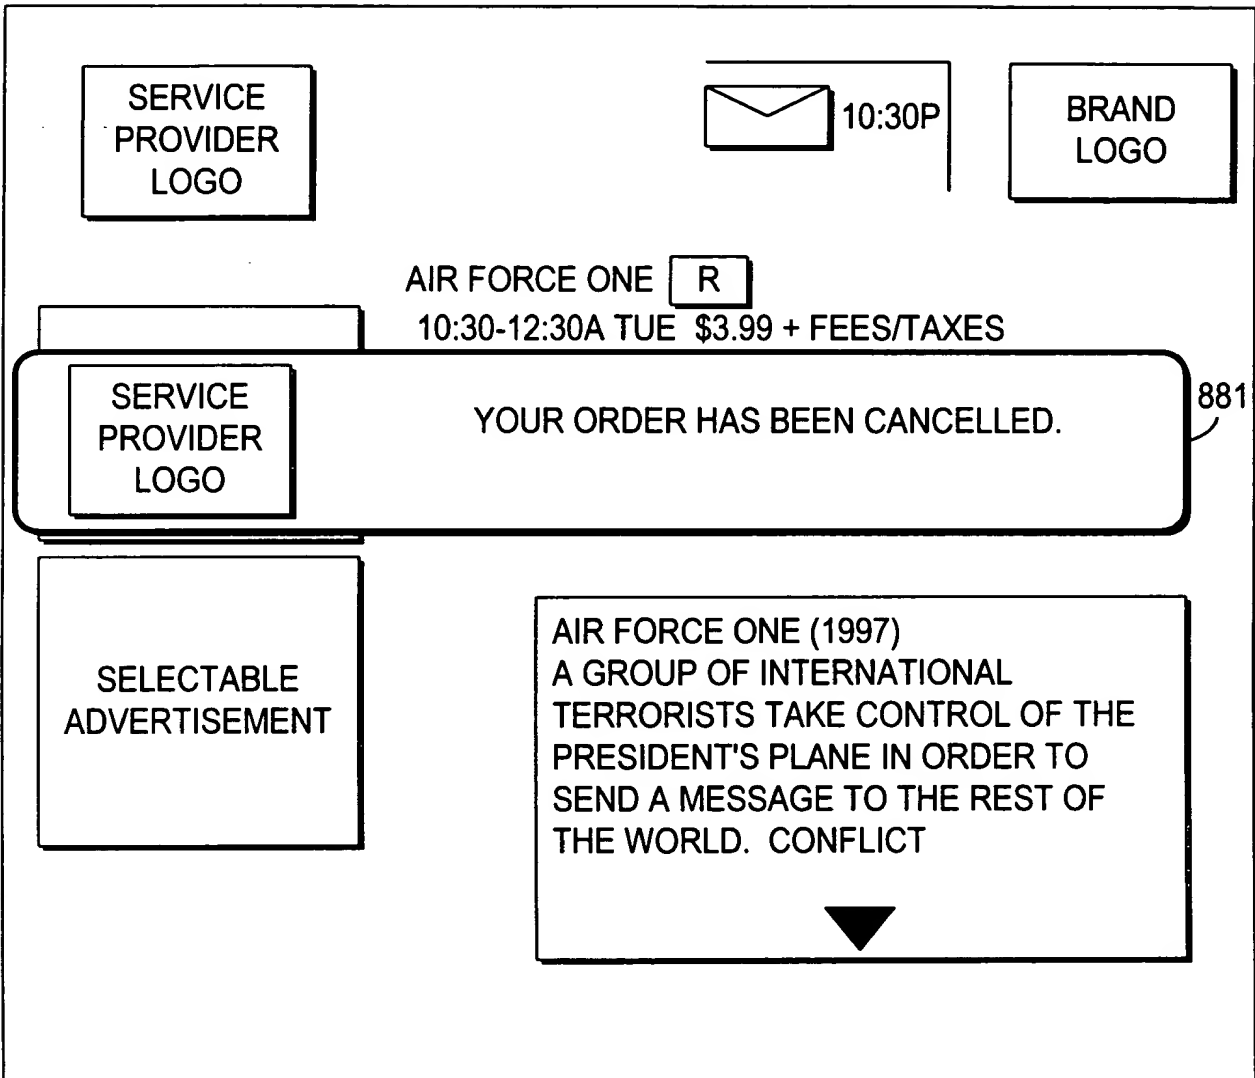 SERVICE
PROVIDER
LOGO
10:30P
BRAND
LOGO
AIR FORCE ONE R
10:30-12:30A TUE $3.99 + FEES/TAXES
SERVICE
PROVIDER
LOGO
YOUR ORDER HAS BEEN CANCELLED.
881
SELECTABLE
ADVERTISEMENT
AIR FORCE ONE (1997)
A GROUP OF INTERNATIONAL
TERRORISTS TAKE CONTROL OF THE
PRESIDENT'S PLANE IN ORDER TO
SEND A MESSAGE TO THE REST OF
THE WORLD. CONFLICT